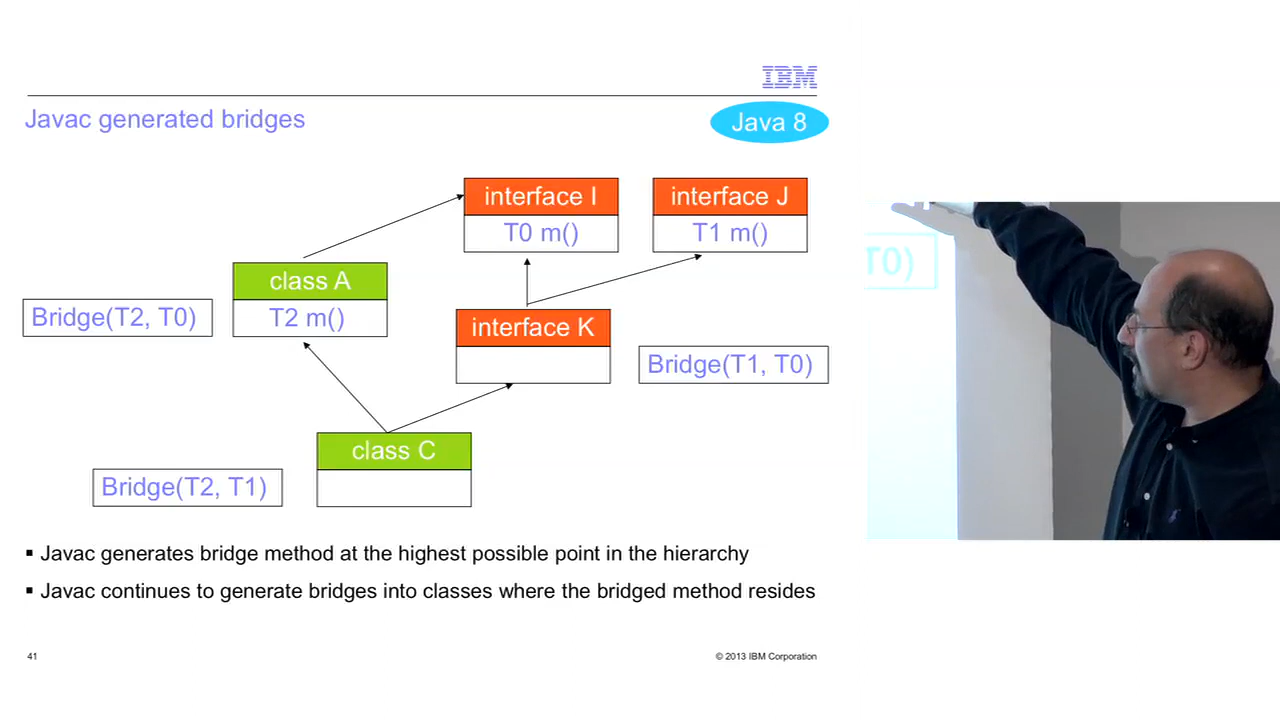 IBM
Javac generated bridges
Java 8
interface I
interface J
T0 m()
T1 m()
class A
T2 m()
Bridge(T2, T0)
interface K
Bridge(T1, T0)
class C
Bridge(T2, T1)
▪ Javac generates bridge method at the highest possible point in the hierarchy
▪ Javac continues to generate bridges into classes where the bridged method resides
41
© 2013 IBM Corporation
T0)